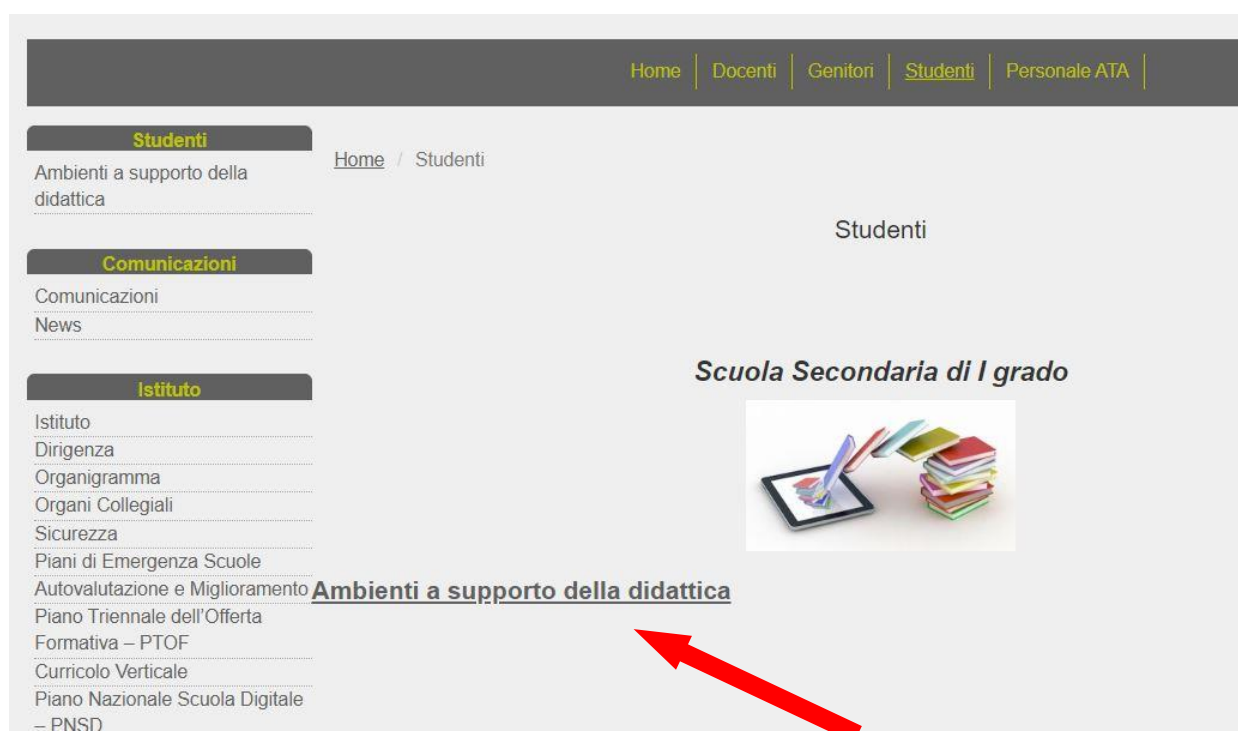 Home Docenti Genitori Studenti Personale ATA
Studenti
Ambienti a supporto della
didattica
Comunicazioni
Comunicazioni
News
Istituto
Istituto
Dirigenza
Organigramma
Organi Collegiali
Sicurezza
Piani di Emergenza Scuole
Autovalutazione e Miglioramento
Piano Triennale dell'Offerta
Formativa – PTOF
Curricolo Verticale
Piano Nazionale Scuola Digitale
– PNSD
Home / Studenti
Studenti
Scuola Secondaria di I grado
Ambienti a supporto della didattica